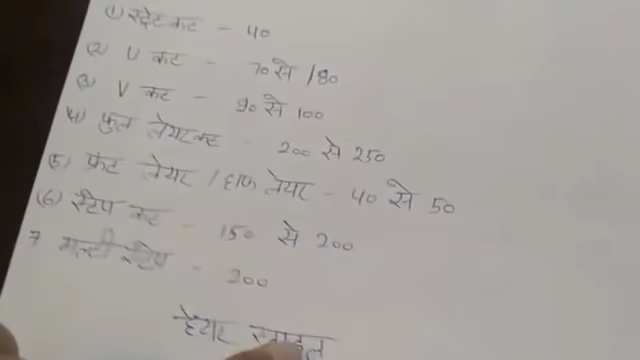 (1) स्ट्रेट कट - 40
(2) U कट - 70 से /80
(3) V कट - 90 से 100
(4) फुल लेयर कट - 200 से 250
(5) फ्रंट लेयर / हाफ लेयर - 40 से 50
(6) स्टेप कट - 150 से 200
7 मल्टी स्टेप - 200
हेयर स्टाइल